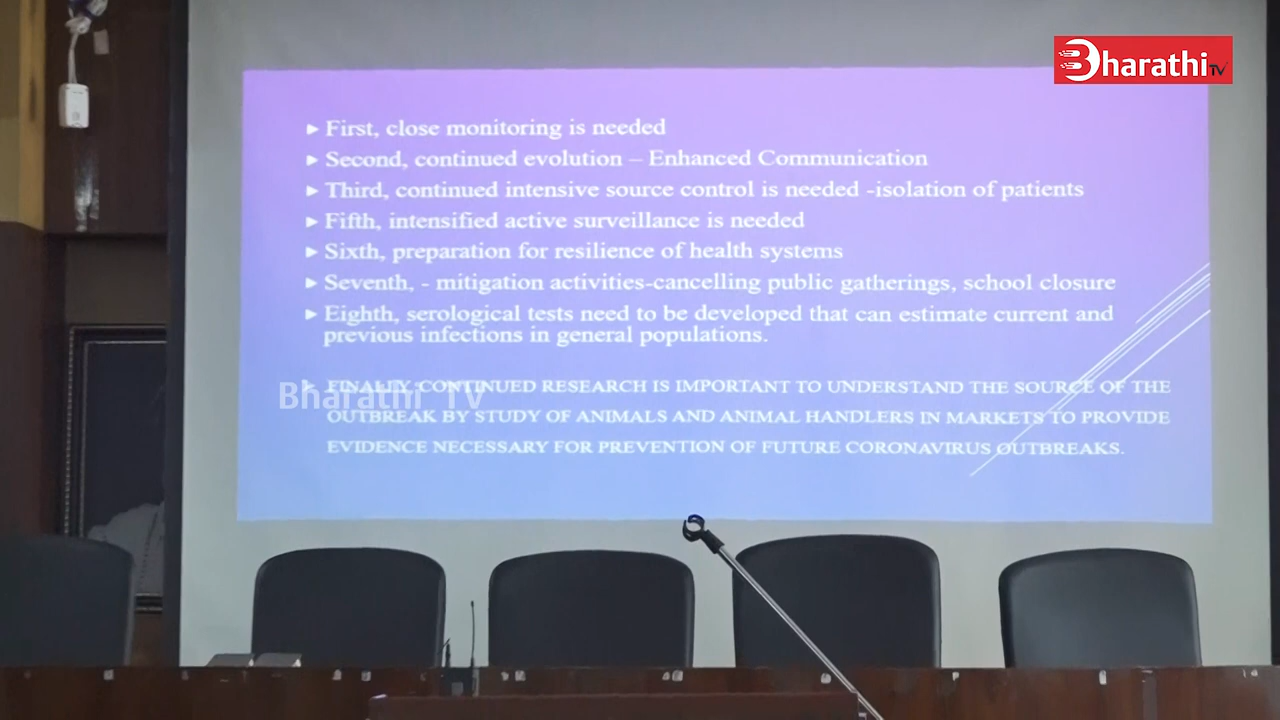 Bharathi TV
► First, close monitoring is needed
► Second, continued evolution – Enhanced Communication
► Third, continued intensive source control is needed -isolation of patients
► Fifth, intensified active surveillance is needed
► Sixth, preparation for resilience of health systems
► Seventh, - mitigation activities-cancelling public gatherings, school closure
► Eighth, serological tests need to be developed that can estimate current and
previous infections in general populations.
► FINALLY, CONTINUED RESEARCH IS IMPORTANT TO UNDERSTAND THE SOURCE OF THE
Bharathi TV
OUTBREAK BY STUDY OF ANIMALS AND ANIMAL HANDLERS IN MARKETS TO PROVIDE
EVIDENCE NECESSARY FOR PREVENTION OF FUTURE CORONAVIRUS OUTBREAKS.